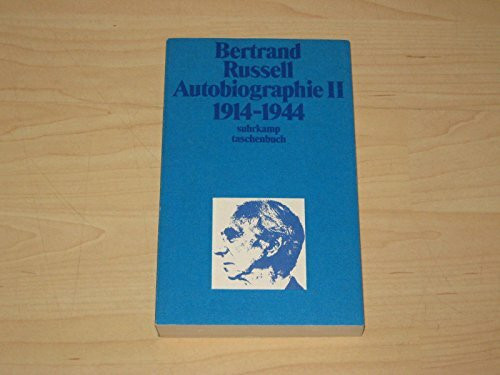 Bertrand
Russell
Autobiographie II
1914-1944
suhrkamp
taschenbuch